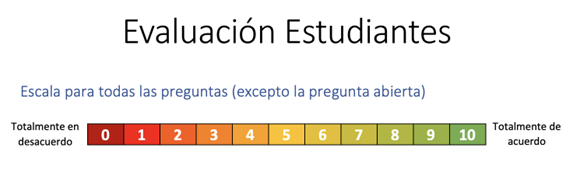 Evaluación Estudiantes
Escala para todas las preguntas (excepto la pregunta abierta)
Totalmente en
desacuerdo
0 1 2 3 4 5 6 7 8 9 10
Totalmente de
acuerdo